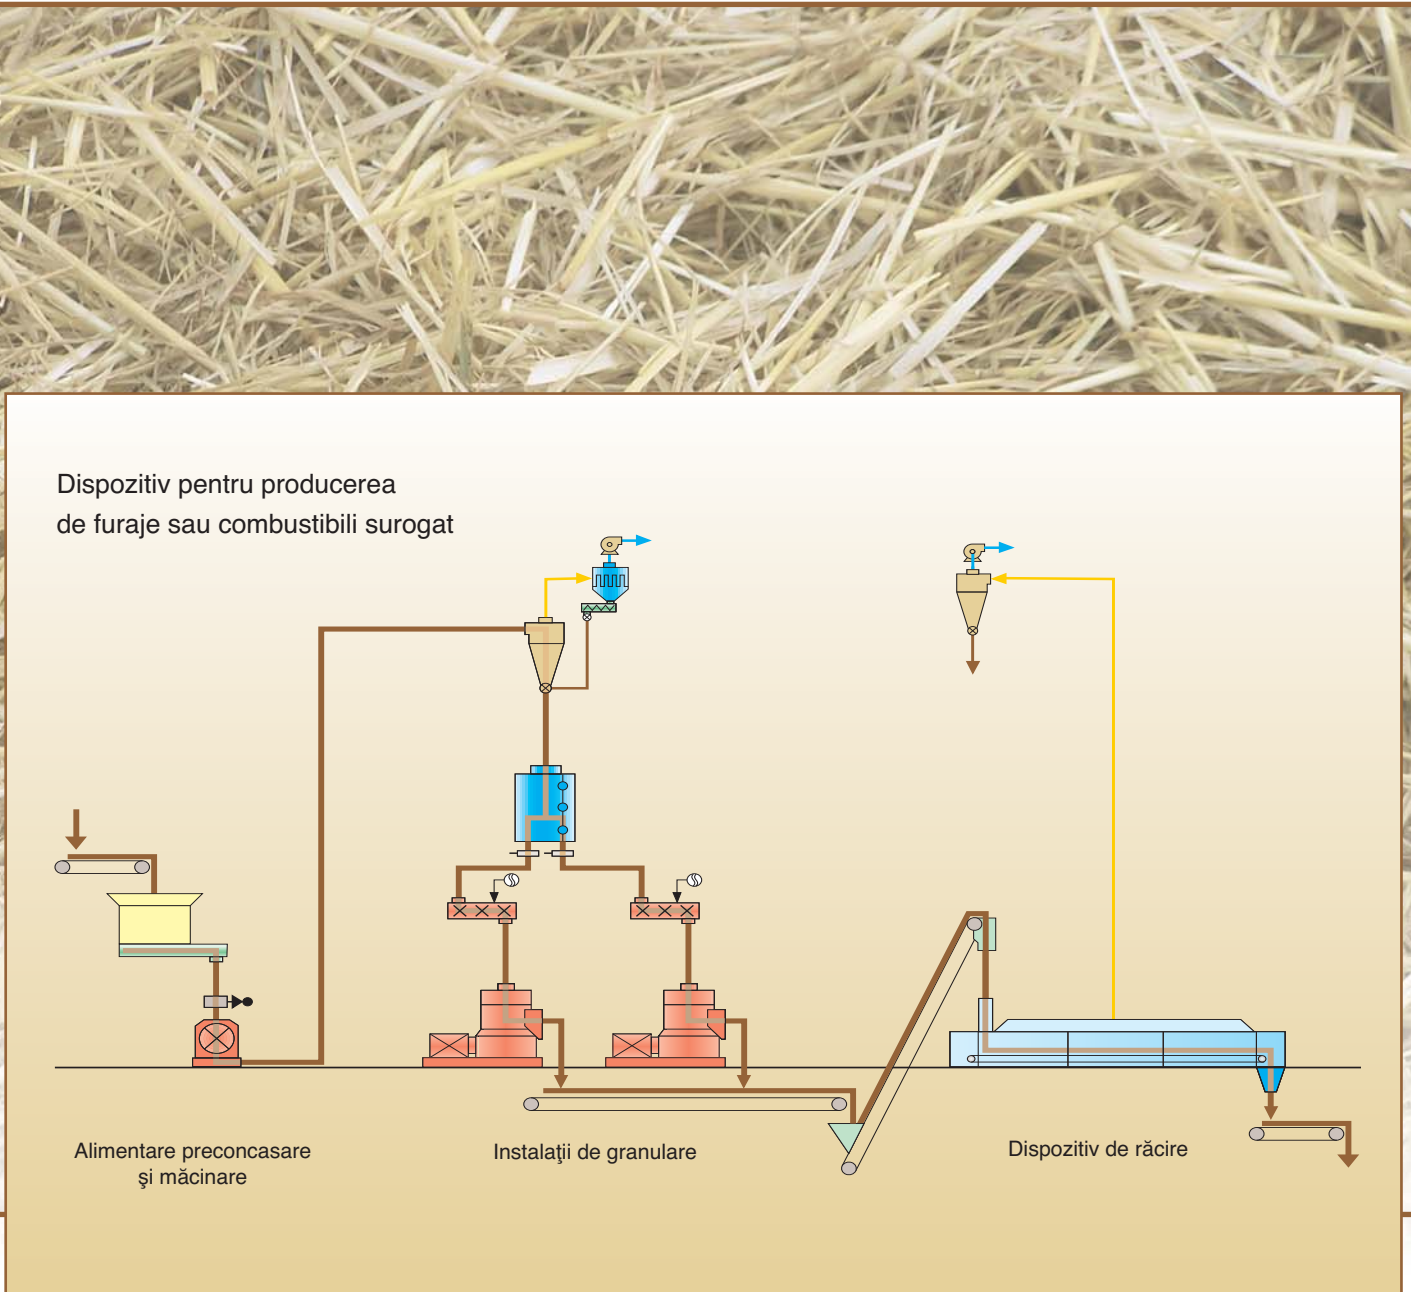 Dispozitiv pentru producerea
de furaje sau combustibili surogat
Alimentare preconcasare
şi măcinare
Instalaţii de granulare
Dispozitiv de răcire